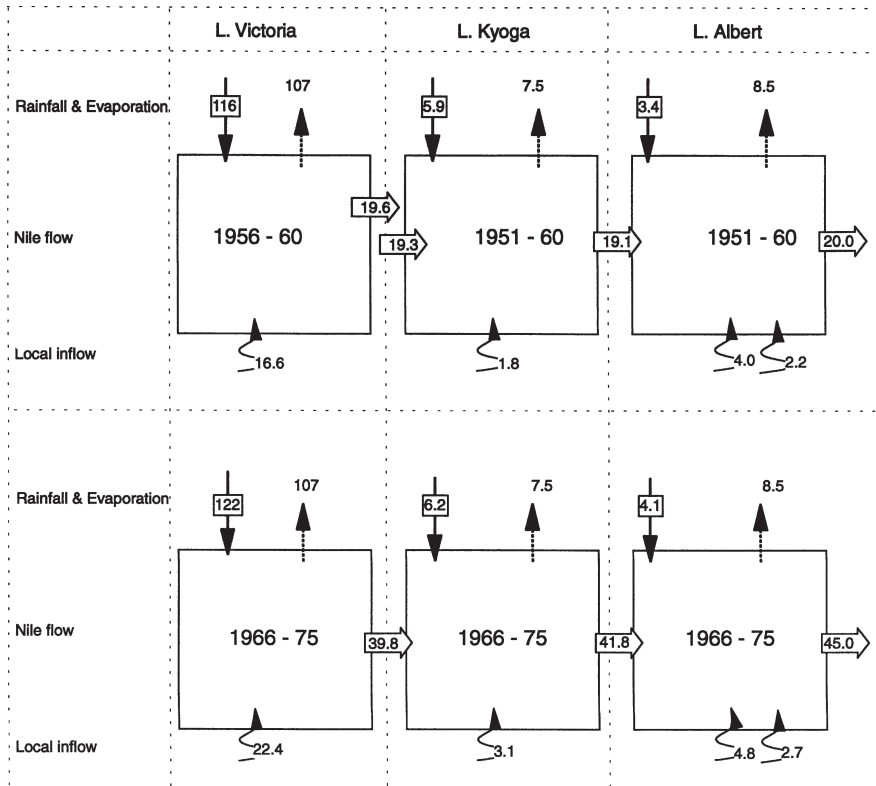 L. Victoria L. Kyoga L. Albert
107 7.5 8.5
Rainfall & Evaporation 116 5.9 3.4
19.6
Nile flow 1956 - 60 19.3 1951 - 60 19.1 1951 - 60 20.0
Local inflow 16.6 1.8 4.0 2.2
107 7.5 8.5
Rainfall & Evaporation 122 6.2 4.1
Nile flow 1966 - 75 39.8 1966 - 75 41.8 1966 - 75 45.0
Local inflow 22.4 3.1 4.8 2.7